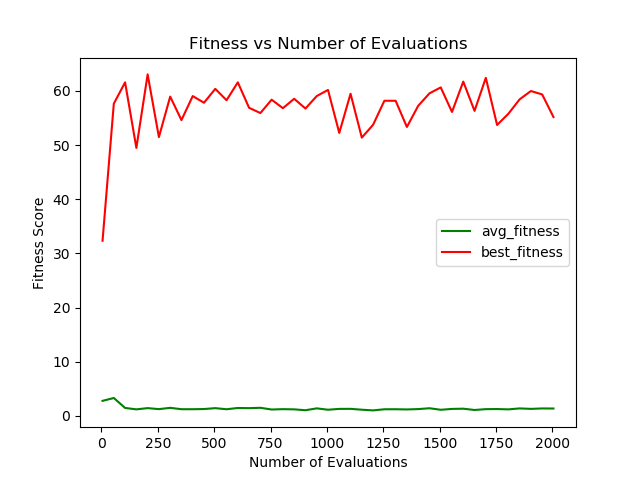 Fitness vs Number of Evaluations
Fitness Score
60
50
40
30
20
10
0
avg_fitness
best_fitness
0 250 500 750 1000 1250 1500 1750 2000
Number of Evaluations